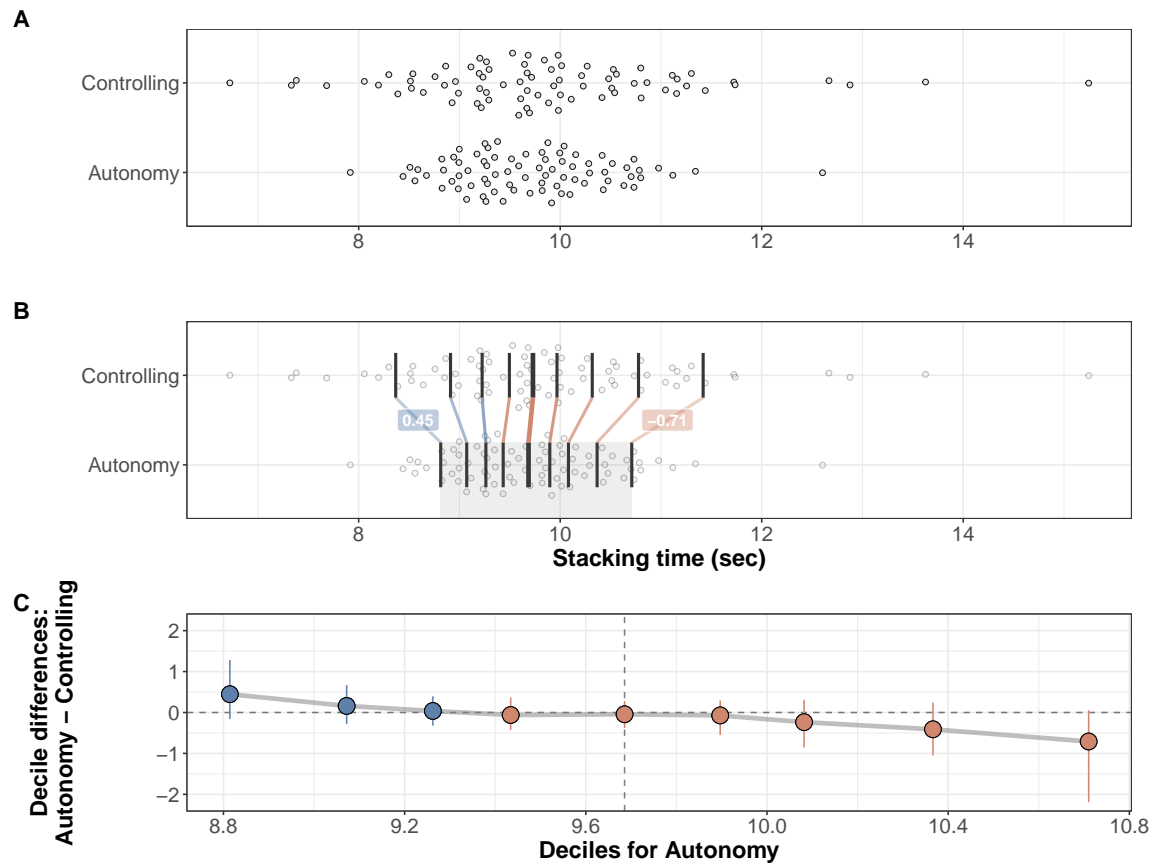 A
Controlling
Autonomy
8 10 12 14
B
Controlling
0.45 −0.71
Autonomy
8 10 12 14
Stacking time (sec)
C
Decile differences:
Autonomy − Controlling
2
1
0
−1
−2
8.8 9.2 9.6 10.0 10.4 10.8
Deciles for Autonomy